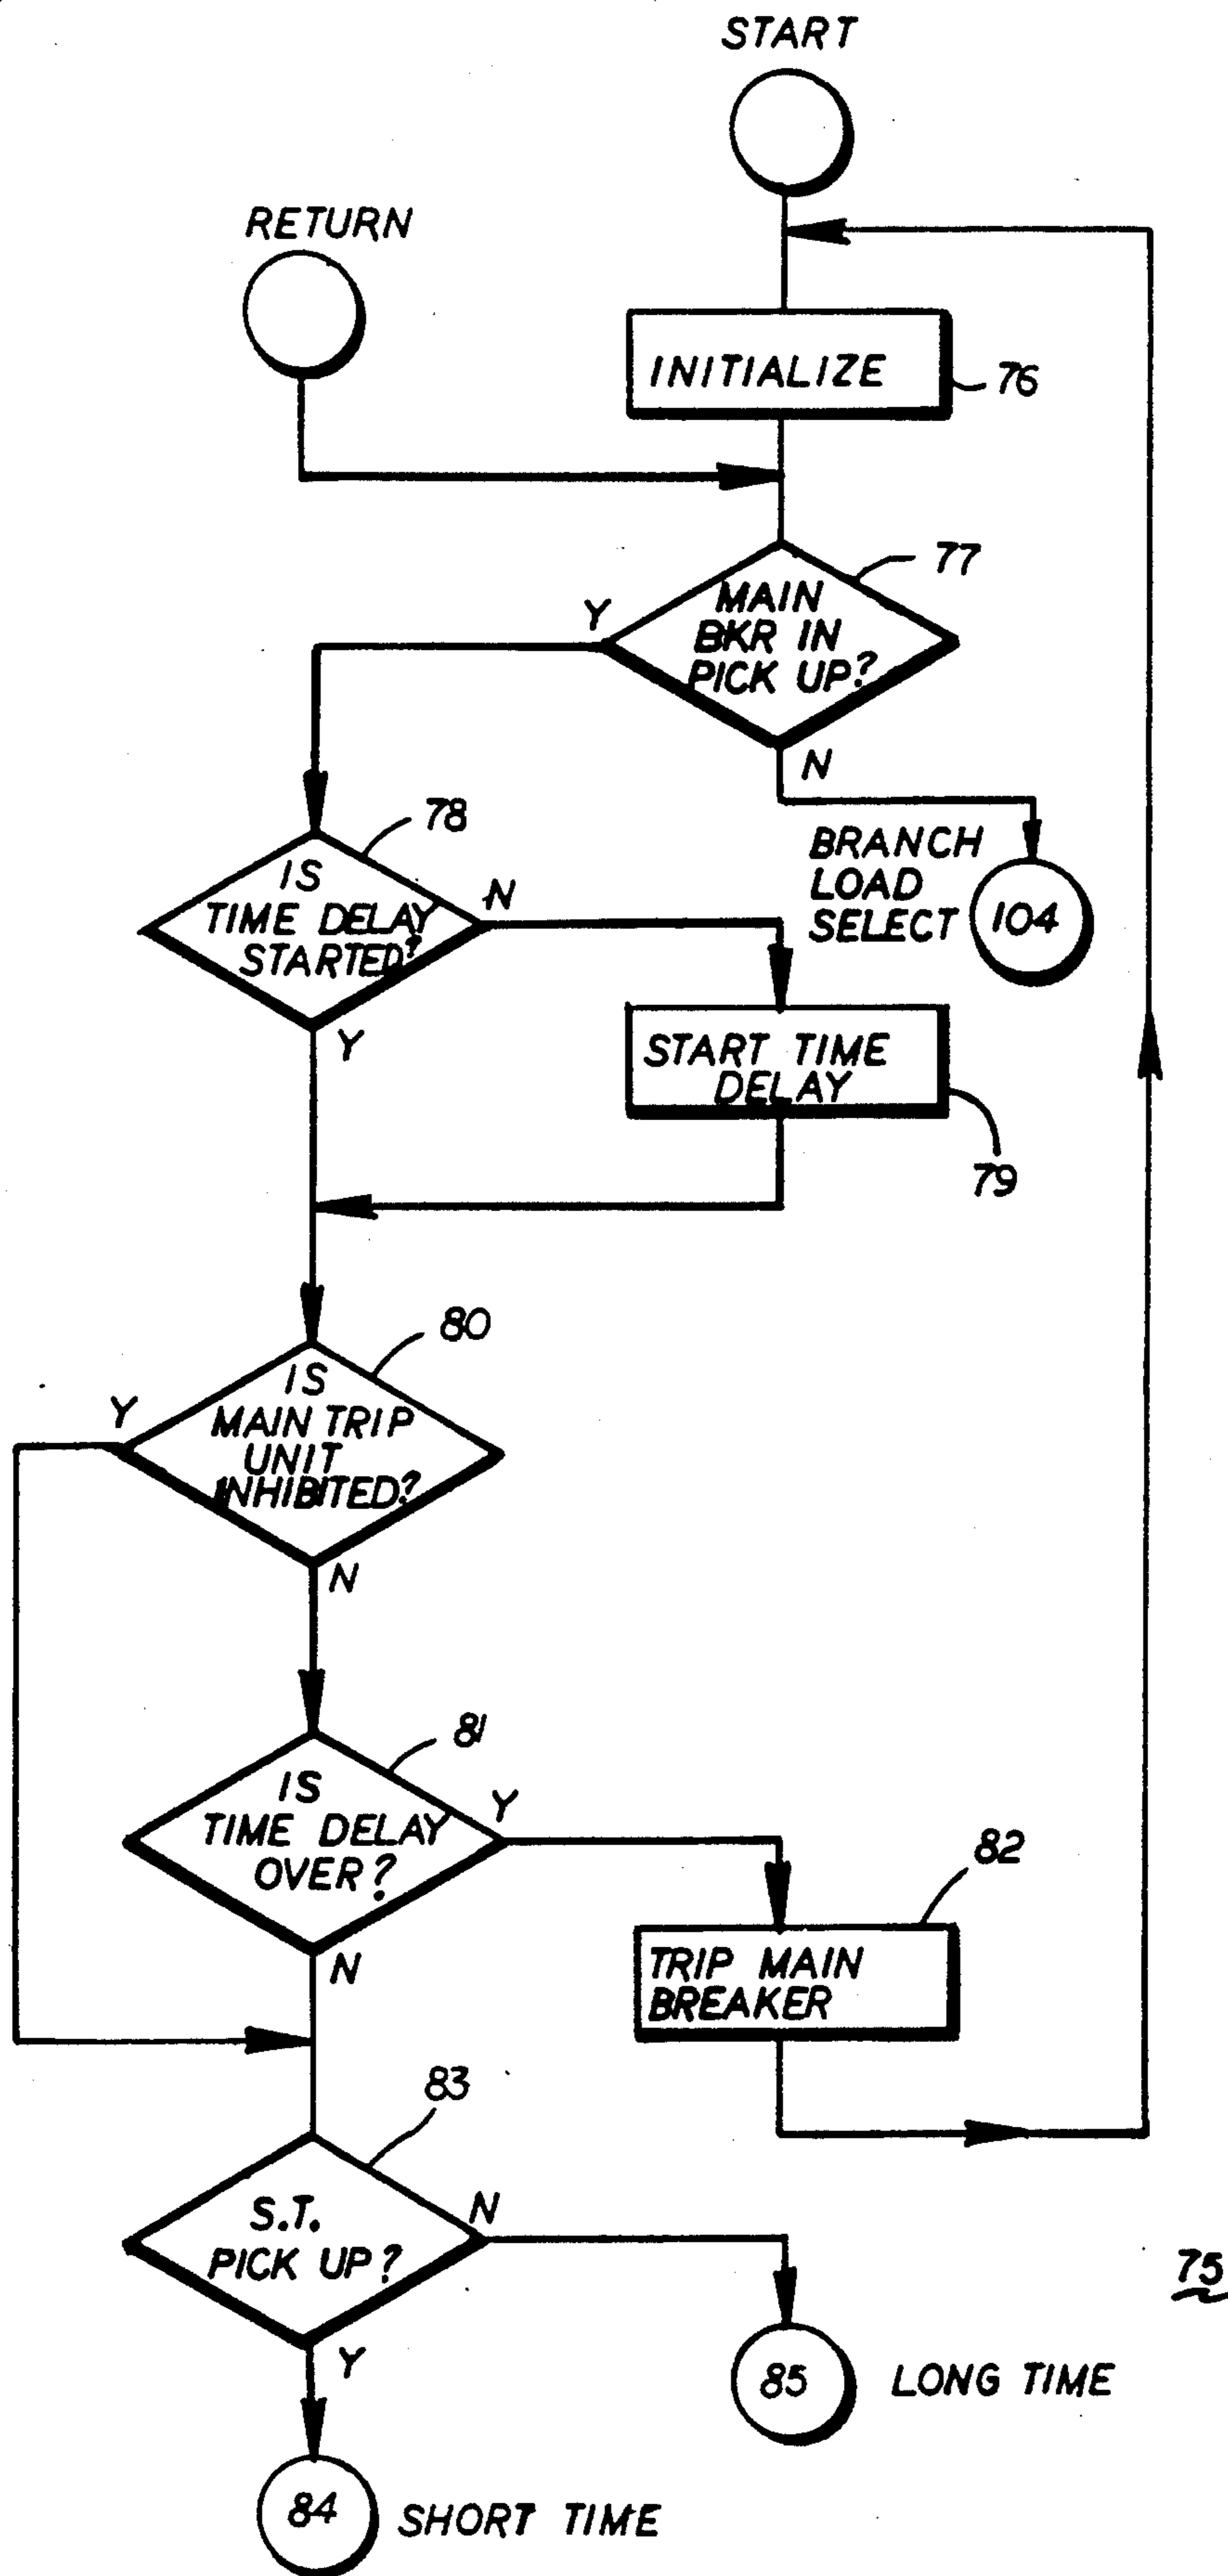 START
RETURN
INITIALIZE
76
77
MAIN
BKR IN
PICK UP?
Y
N
78
IS
TIME DELAY
STARTED?
N
Y
BRANCH
LOAD
SELECT
104
START TIME
DELAY
79
80
IS
MAIN TRIP
UNIT
INHIBITED?
Y
N
81
IS
TIME DELAY
OVER?
Y
N
82
TRIP MAIN
BREAKER
83
S.T.
PICK UP?
N
Y
75
85
LONG TIME
84
SHORT TIME